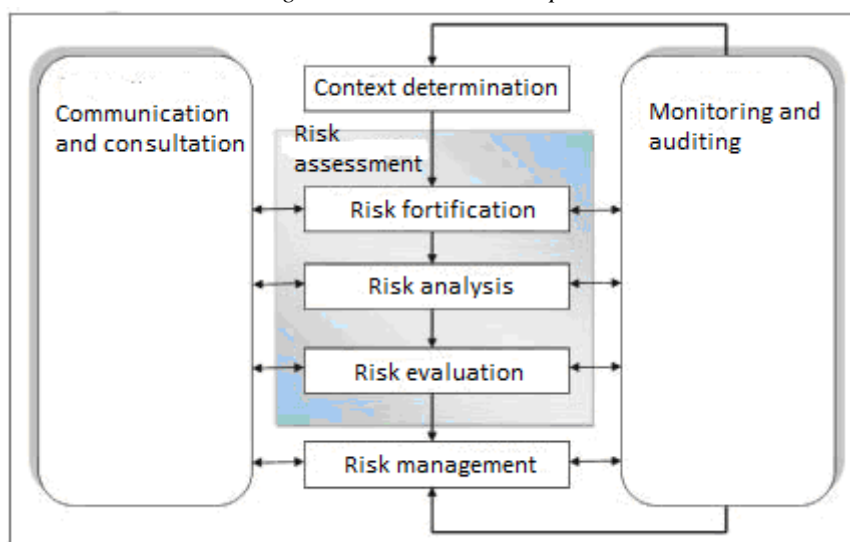 Context determination
Communication
and consultation
Monitoring and
auditing
Risk
assessment
Risk fortification
Risk analysis
Risk evaluation
Risk management